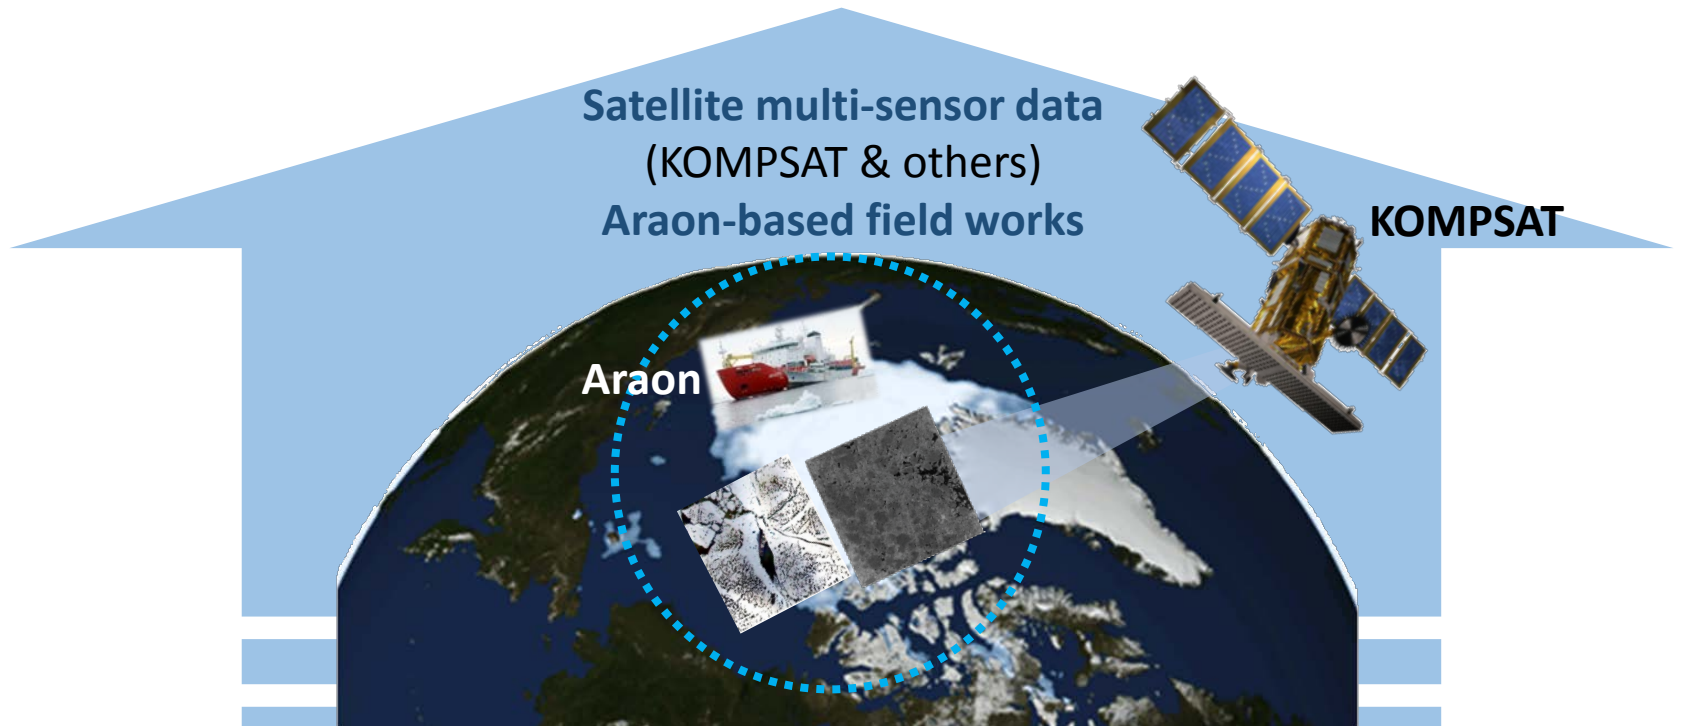 Satellite multi-sensor data
(KOMPSAT & others)
Araon-based field works
KOMPSAT
Araon